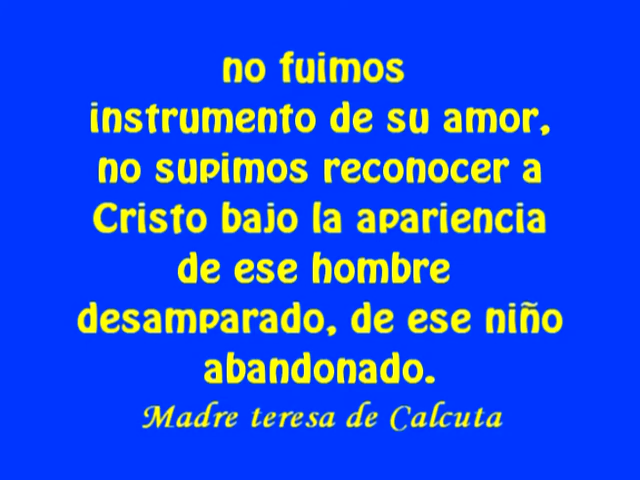 no fuimos
instrumento de su amor,
no supimos reconocer a
Cristo bajo la apariencia
de ese hombre
desamparado, de ese niño
abandonado.
Madre teresa de Calcuta